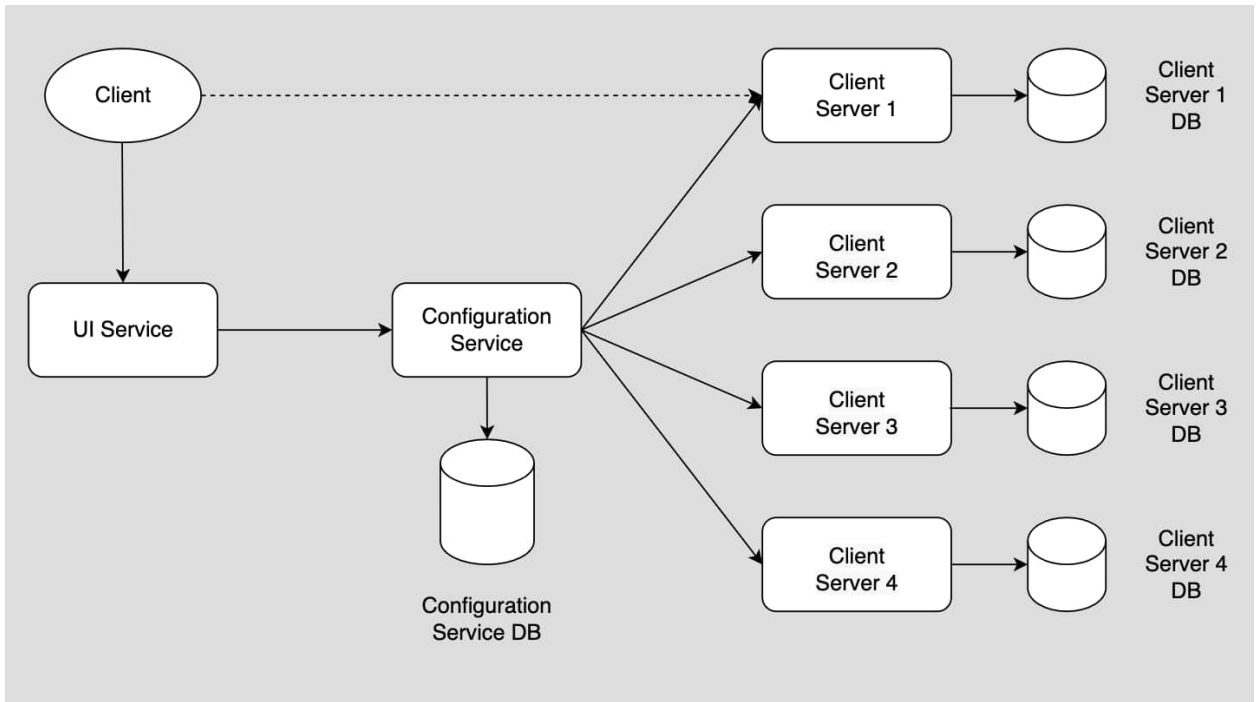 Client
Client
Server 1
Client
Server 1
DB
Client
Server 2
Client
Server 2
DB
UI Service
Configuration
Service
Client
Server 3
Client
Server 3
DB
Client
Server 4
Client
Server 4
DB
Configuration
Service DB